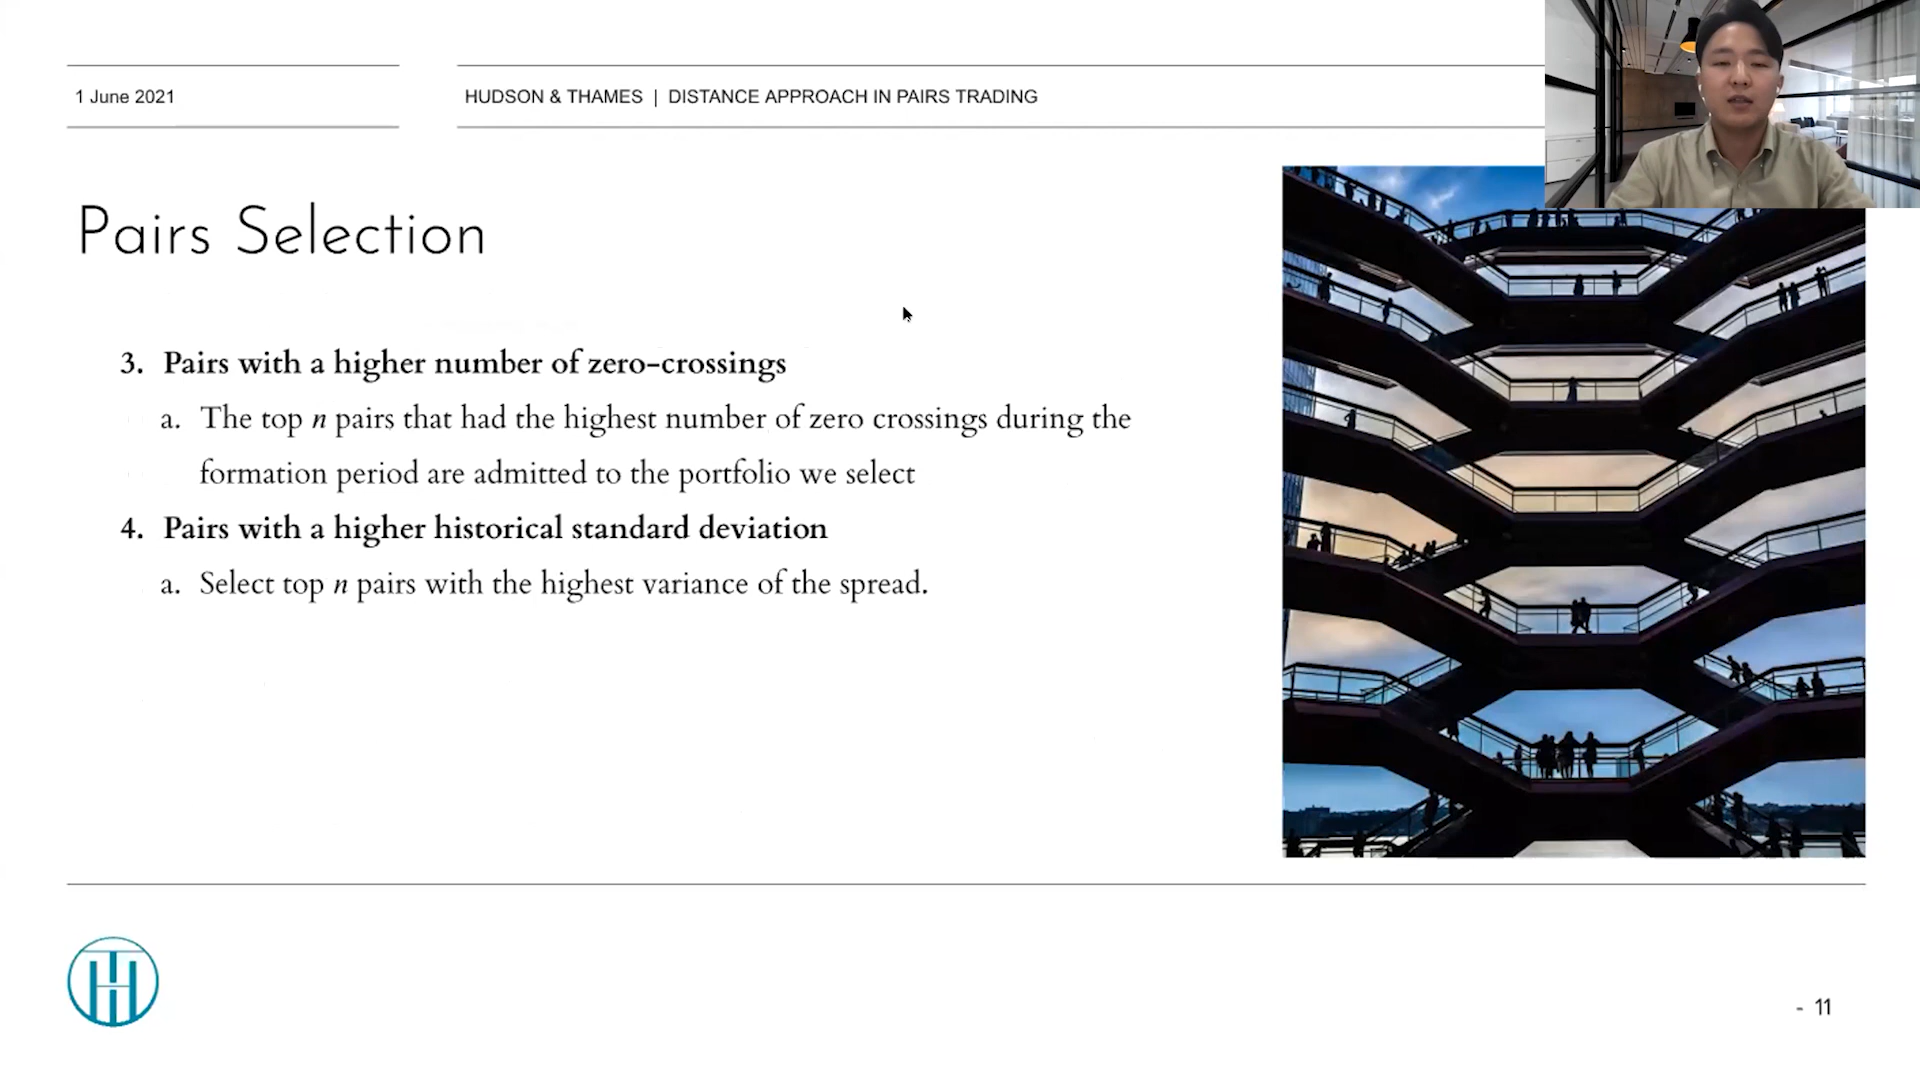 1 June 2021
HUDSON & THAMES | DISTANCE APPROACH IN PAIRS TRADING
Pairs Selection
3. Pairs with a higher number of zero-crossings
a. The top n pairs that had the highest number of zero crossings during the
formation period are admitted to the portfolio we select
4. Pairs with a higher historical standard deviation
a. Select top n pairs with the highest variance of the spread.
- 11